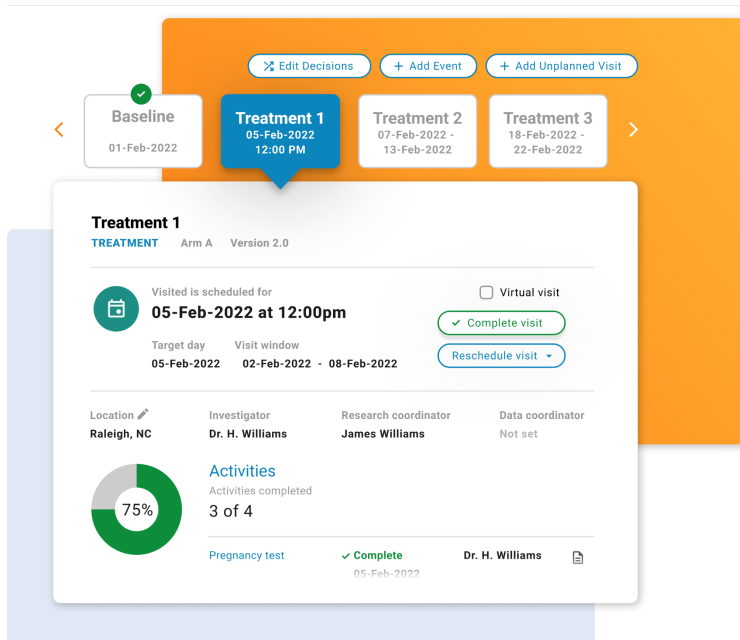 Edit Decisions
+ Add Event
+ Add Unplanned Visit
Baseline
01-Feb-2022
Treatment 1
05-Feb-2022
12:00 PM
Treatment 2
07-Feb-2022 -
13-Feb-2022
Treatment 3
18-Feb-2022 -
22-Feb-2022
Treatment 1
TREATMENT Arm A Version 2.0
Visited is scheduled for
05-Feb-2022 at 12:00pm
Virtual visit
Complete visit
Reschedule visit
Target day Visit window
05-Feb-2022 02-Feb-2022 - 08-Feb-2022
Location Investigator Research coordinator Data coordinator
Raleigh, NC Dr. H. Williams James Williams Not set
75%
Activities
Activities completed
3 of 4
Pregnancy test Complete Dr. H. Williams
05-Feb-2022